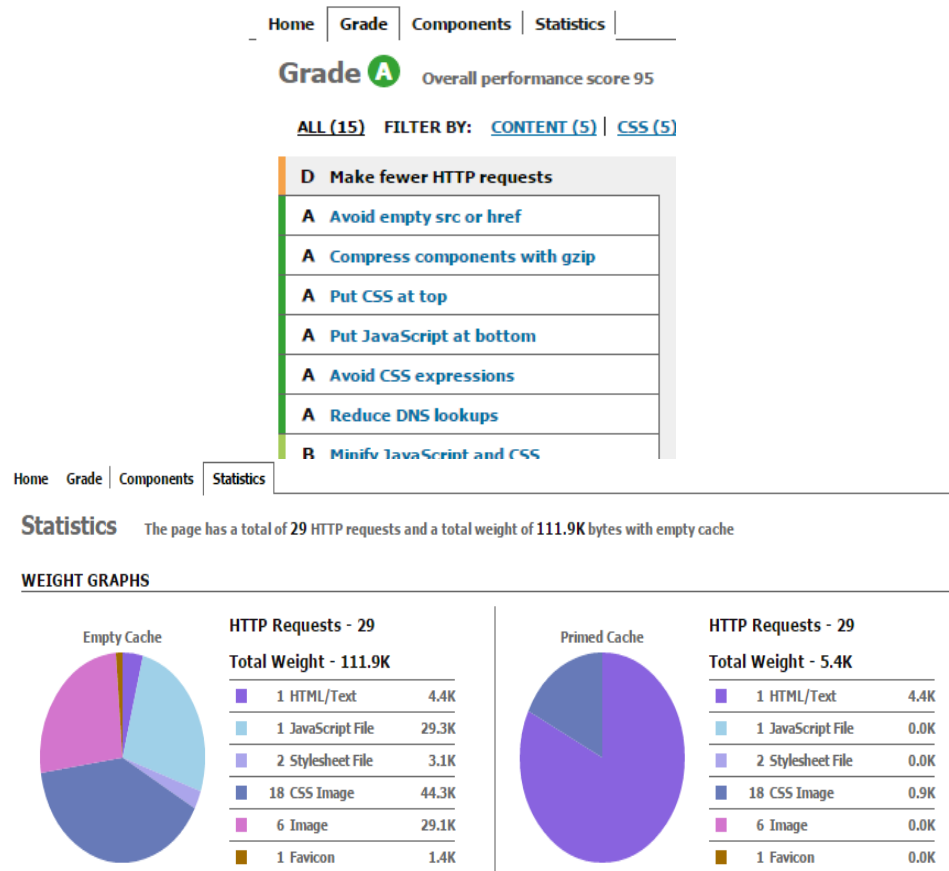 Home Grade Components Statistics
Grade A Overall performance score 95
ALL (15) FILTER BY: CONTENT (5) CSS (5)
D Make fewer HTTP requests
A Avoid empty src or href
A Compress components with gzip
A Put CSS at top
A Put JavaScript at bottom
A Avoid CSS expressions
A Reduce DNS lookups
B Minify JavaScript and CSS
Home Grade Components Statistics
Statistics The page has a total of 29 HTTP requests and a total weight of 111.9K bytes with empty cache
WEIGHT GRAPHS
Empty Cache
HTTP Requests - 29
Total Weight - 111.9K
1 HTML/Text 4.4K
1 JavaScript File 29.3K
2 Stylesheet File 3.1K
18 CSS Image 44.3K
6 Image 29.1K
1 Favicon 1.4K
Primed Cache
HTTP Requests - 29
Total Weight - 5.4K
1 HTML/Text 4.4K
1 JavaScript File 0.0K
2 Stylesheet File 0.0K
18 CSS Image 0.9K
6 Image 0.0K
1 Favicon 0.0K